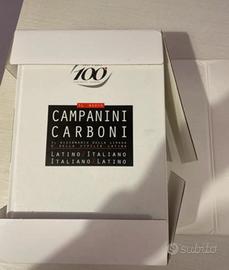 100
IL NUOVO
CAMPANINI
CARBONI
IL DIZIONARIO DELLA LINGUA
E DELLA CIVILTÀ LATINA
LATINO ITALIANO
ITALIANO LATINO
subito